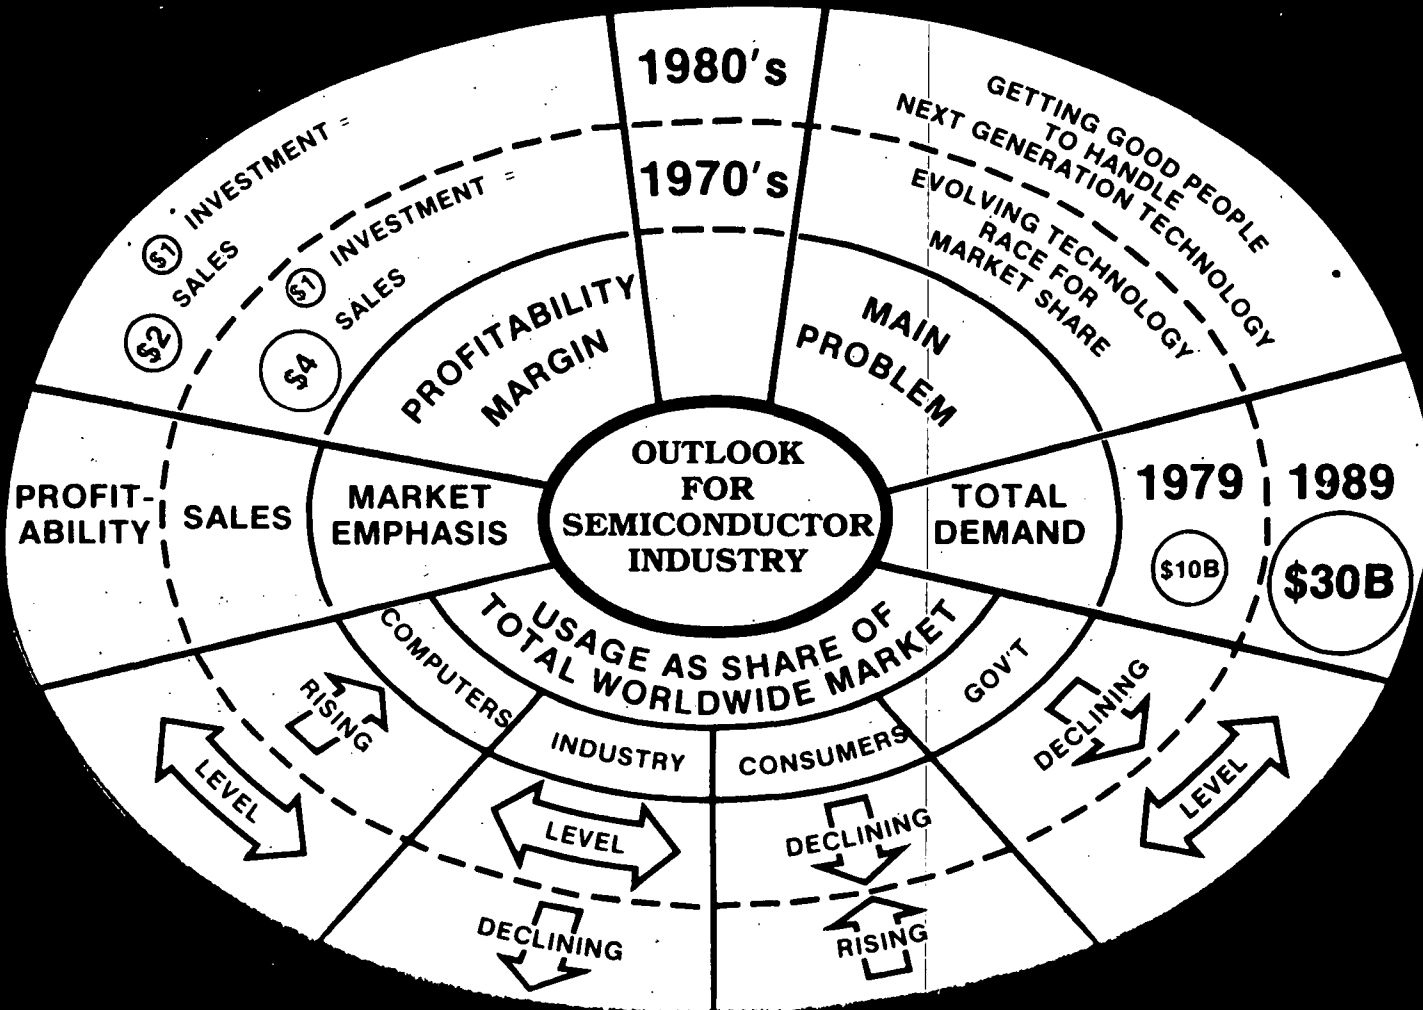 1980's
1970's
$1 INVESTMENT =
$2 SALES
$1 INVESTMENT =
$4 SALES
PROFITABILITY
MARGIN
GETTING GOOD PEOPLE
TO HANDLE
NEXT GENERATION TECHNOLOGY
EVOLVING TECHNOLOGY
RACE FOR
MARKET SHARE
MAIN
PROBLEM
PROFIT-
ABILITY
SALES
MARKET
EMPHASIS
OUTLOOK
FOR
SEMICONDUCTOR
INDUSTRY
TOTAL
DEMAND
1979
$10B
1989
$30B
USAGE AS SHARE OF
TOTAL WORLDWIDE MARKET
COMPUTERS
INDUSTRY
CONSUMERS
GOV'T
RISING
LEVEL
LEVEL
DECLINING
DECLINING
RISING
DECLINING
LEVEL